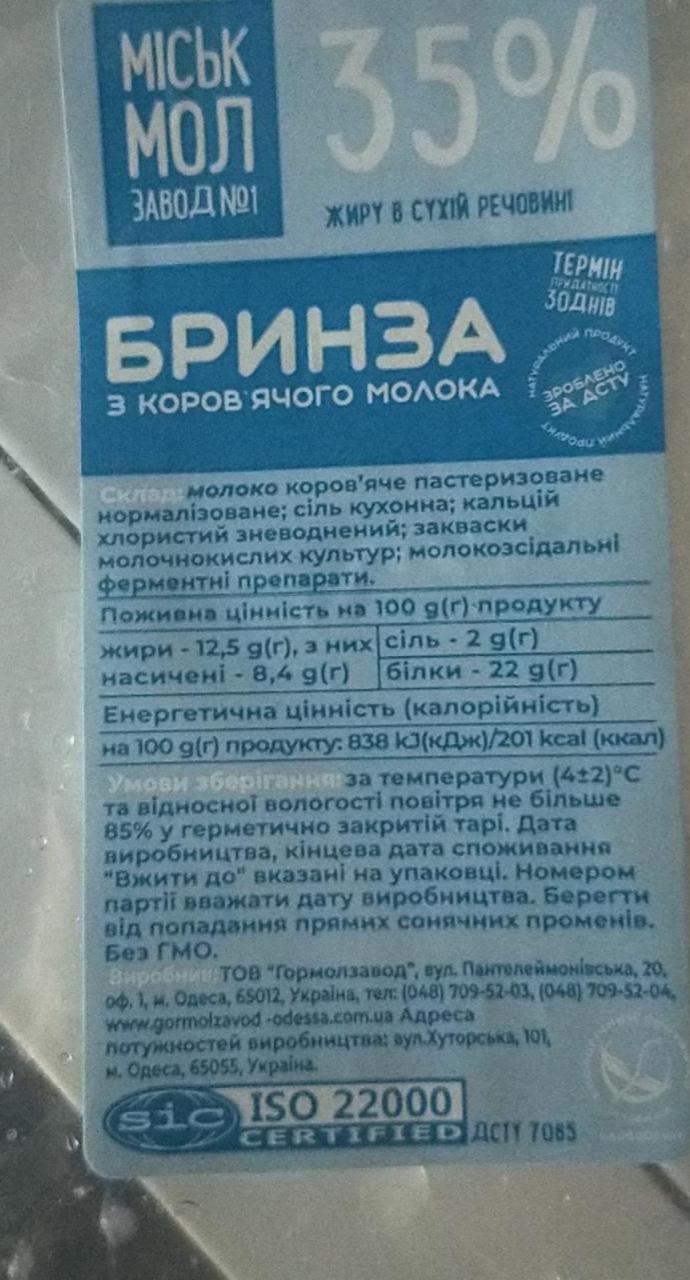 МІСЬК
МОЛ
ЗАВОД №1
35%
ЖИРУ В СУХІЙ РЕЧОВИНІ
ТЕРМІН
ПРИДАТНОСТІ
30 ДНІВ
БРИНЗА
З КОРОВ'ЯЧОГО МОЛОКА
НАТУРАЛЬНИЙ ПРОДУКТ НАТУРАЛЬНИЙ ПРОДУКТ
ЗРОБЛЕНО
ЗА ДСТУ
Склад: молоко коров'яче пастеризоване
нормалізоване; сіль кухонна; кальцій
хлористий зневоднений; закваски
молочнокислих культур; молокозсідальні
ферментні препарати.
Поживна цінність на 100 g(г) продукту
жири - 12,5 g(г), з них
насичені - 8,4 g(г)
сіль - 2 g(г)
білки - 22 g(г)
Енергетична цінність (калорійність)
на 100 g(г) продукту: 838 kJ(кДж)/201 kcal (ккал)
Умови зберігання: за температури (4±2)°C
та відносної вологості повітря не більше
85% у герметично закритій тарі. Дата
виробництва, кінцева дата споживання
"Вжити до" вказані на упаковці. Номером
партії вважати дату виробництва. Берегти
від попадання прямих сонячних променів.
Без ГМО.
Виробник: ТОВ "Гормолзавод", вул. Пантелеймонівська, 20,
оф. 1, м. Одеса, 65012, Україна, тел: (048) 709-52-03, (048) 709-52-04,
www.gormolzavod -odessa.com.ua Адреса
потужностей виробництва: вул.Хуторська, 101,
м. Одеса, 65055, Україна.
sic ISO 22000
CERTIFIED ДСТУ 7065